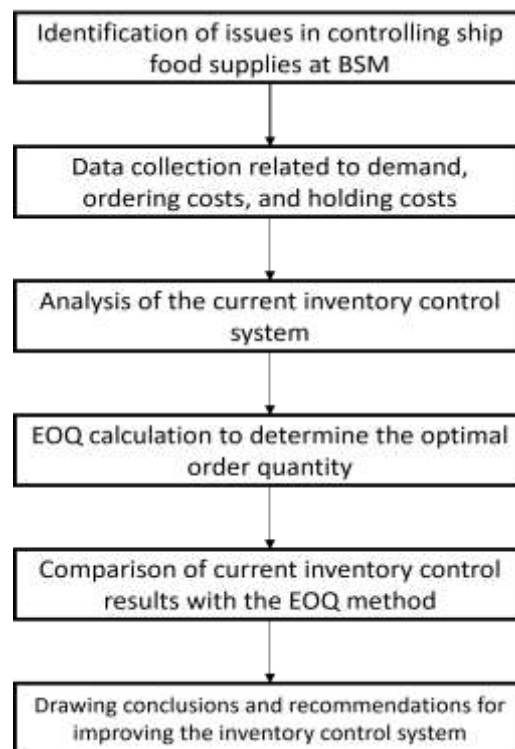 Identification of issues in controlling ship
food supplies at BSM
Data collection related to demand,
ordering costs, and holding costs
Analysis of the current inventory control
system
EOQ calculation to determine the optimal
order quantity
Comparison of current inventory control
results with the EOQ method
Drawing conclusions and recommendations for
improving the inventory control system